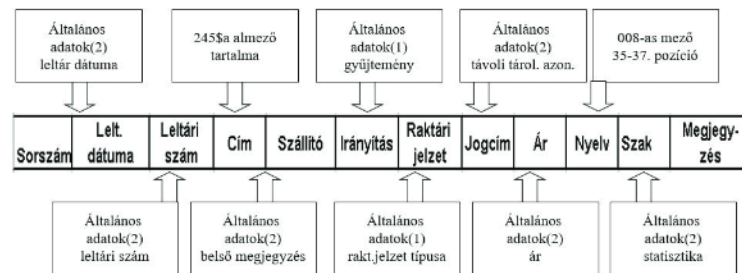 Általános
adatok(2)
leltár dátuma
245$a almező
tartalma
Általános
adatok(1)
gyűjtemény
Általános
adatok(2)
távoli tárol. azon.
008-as mező
35-37. pozíció
Sorszám
Lelt.
dátuma
Leltári
szám
Cím
Szállító
Irányítás
Raktári
jelzet
Jogcím
Ár
Nyelv
Szak
Megjegy-
zés
Általános
adatok(2)
leltári szám
Általános
adatok(2)
belső megjegyzés
Általános
adatok(1)
rakt.jelzet típusa
Általános
adatok(2)
ár
Általános
adatok(2)
statisztika